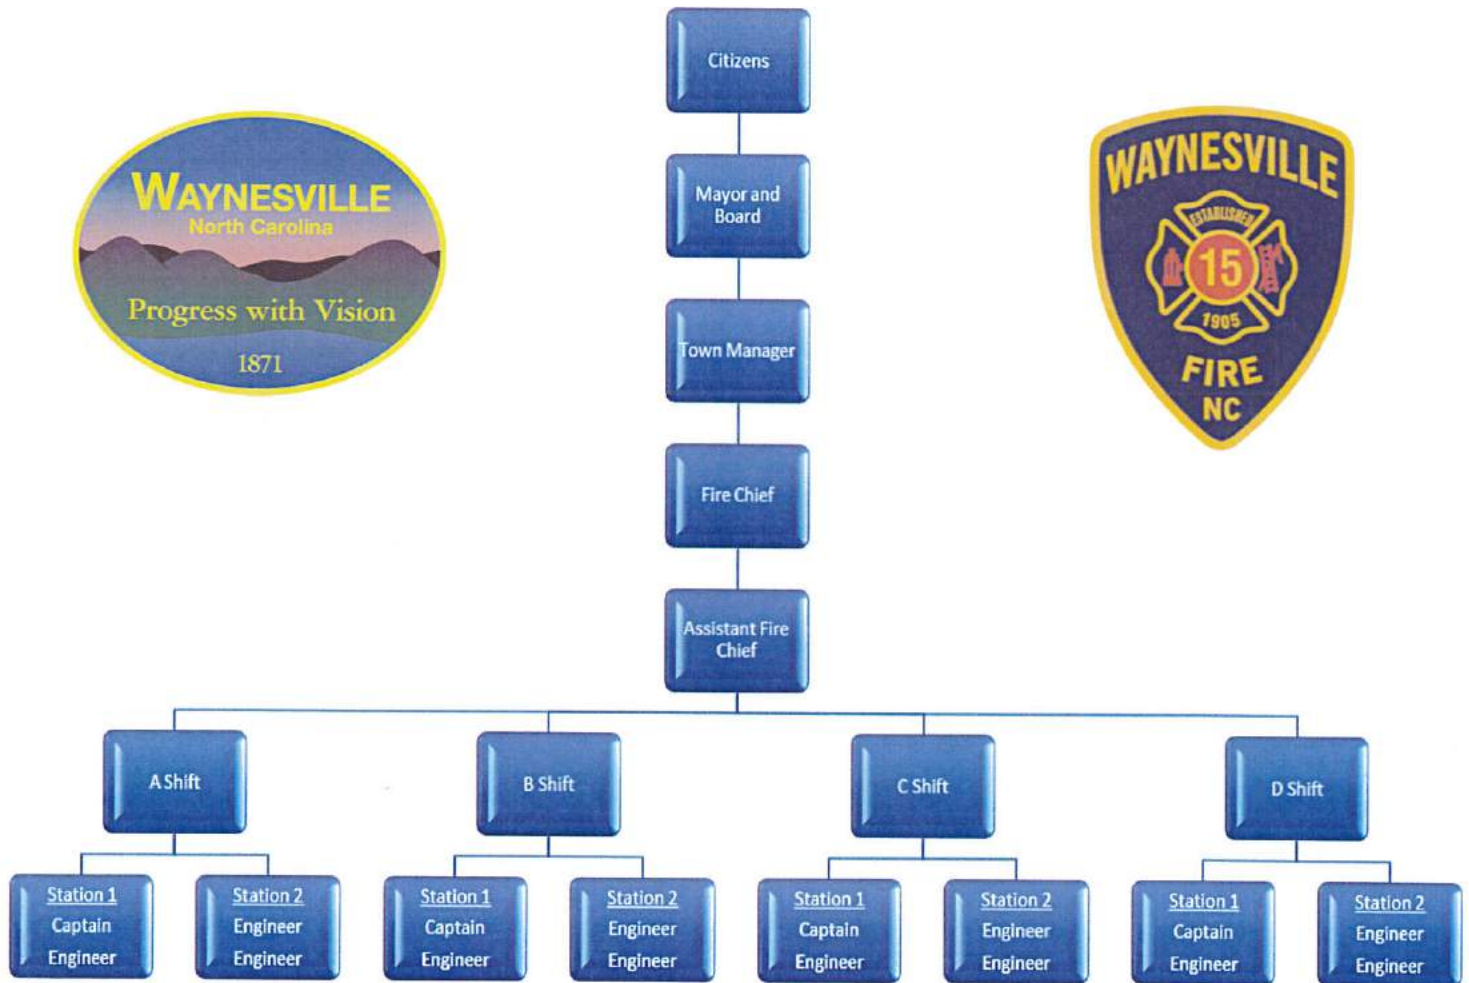 Citizens
WAYNESVILLE
North Carolina
Progress with Vision
1871
Mayor and
Board
WAYNESVILLE
ESTABLISHED
15
1905
FIRE
NC
Town Manager
Fire Chief
Assistant Fire
Chief
A Shift
B Shift
C Shift
D Shift
Station 1
Captain
Engineer
Station 2
Engineer
Engineer
Station 1
Captain
Engineer
Station 2
Engineer
Engineer
Station 1
Captain
Engineer
Station 2
Engineer
Engineer
Station 1
Captain
Engineer
Station 2
Engineer
Engineer